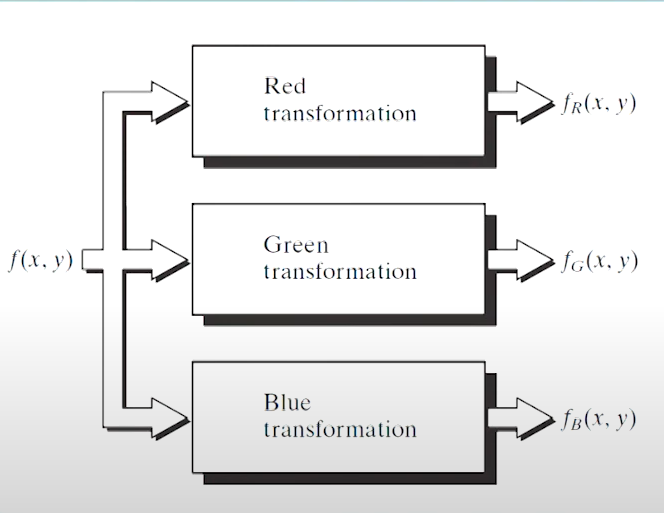 Red
transformation
f_R(x, y)
Green
transformation
f(x, y)
f_G(x, y)
Blue
transformation
f_B(x, y)